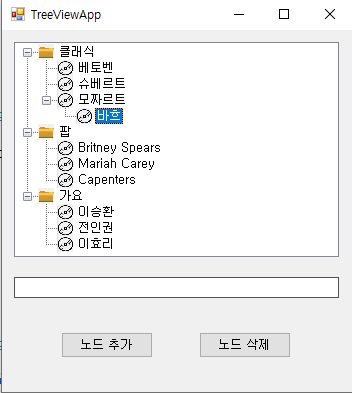 TreeViewApp
클래식
베토벤
슈베르트
모짜르트
바흐
팝
Britney Spears
Mariah Carey
Capenters
가요
이승환
전인권
이효리
노드 추가 노드 삭제